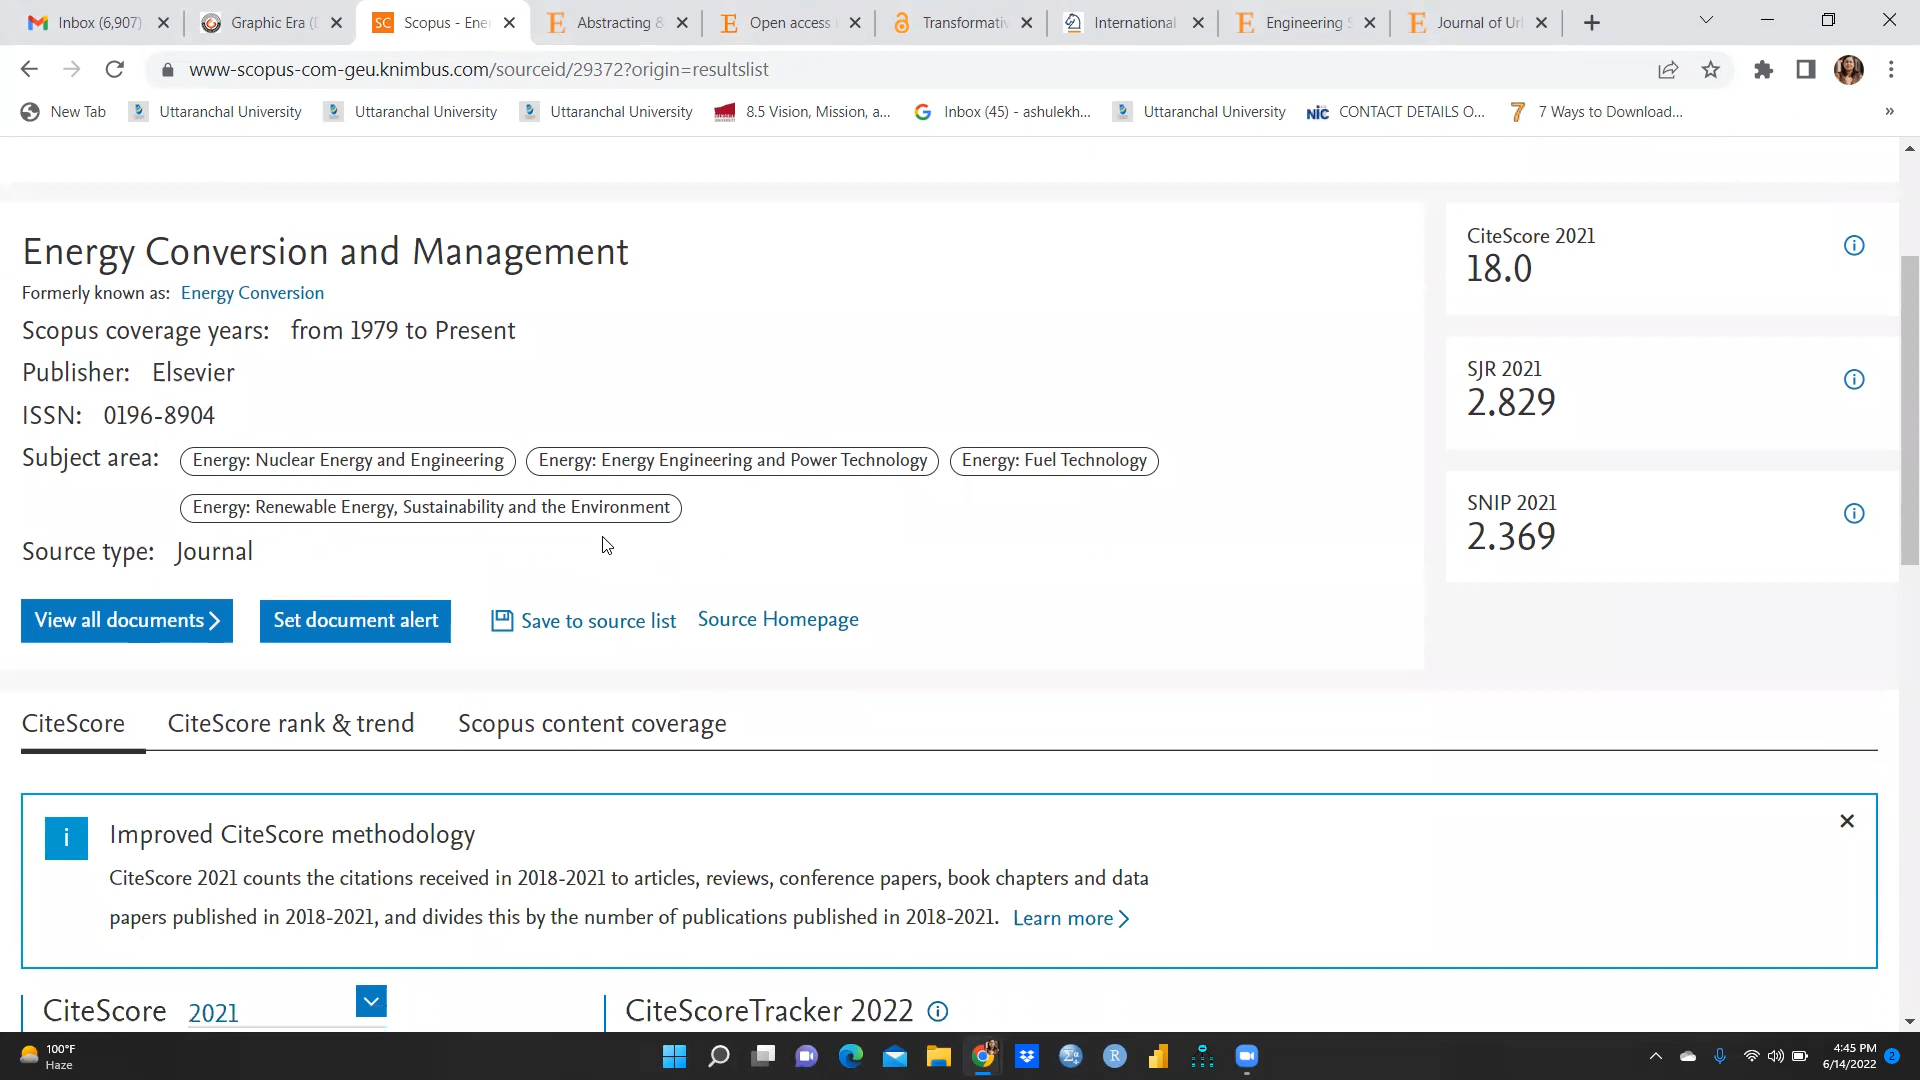 Inbox (6,907)
Graphic Era (
SC Scopus - Ener
Abstracting &
Open access
Transformativ
International
Engineering S
Journal of Ur
www-scopus-com-geu.knimbus.com/sourceid/29372?origin=resultslist
New Tab
Uttaranchal University
Uttaranchal University
Uttaranchal University
8.5 Vision, Mission, a...
Inbox (45) - ashulekh...
Uttaranchal University
NIC CONTACT DETAILS O...
7 Ways to Download...
Energy Conversion and Management
Formerly known as: Energy Conversion
Scopus coverage years: from 1979 to Present
Publisher: Elsevier
ISSN: 0196-8904
Subject area: Energy: Nuclear Energy and Engineering Energy: Energy Engineering and Power Technology Energy: Fuel Technology
Energy: Renewable Energy, Sustainability and the Environment
Source type: Journal
View all documents > Set document alert Save to source list Source Homepage
CiteScore 2021
18.0
SJR 2021
2.829
SNIP 2021
2.369
CiteScore CiteScore rank & trend Scopus content coverage
Improved CiteScore methodology
CiteScore 2021 counts the citations received in 2018-2021 to articles, reviews, conference papers, book chapters and data
papers published in 2018-2021, and divides this by the number of publications published in 2018-2021. Learn more >
CiteScore 2021
CiteScoreTracker 2022
100°F
Haze
4:45 PM
6/14/2022
2